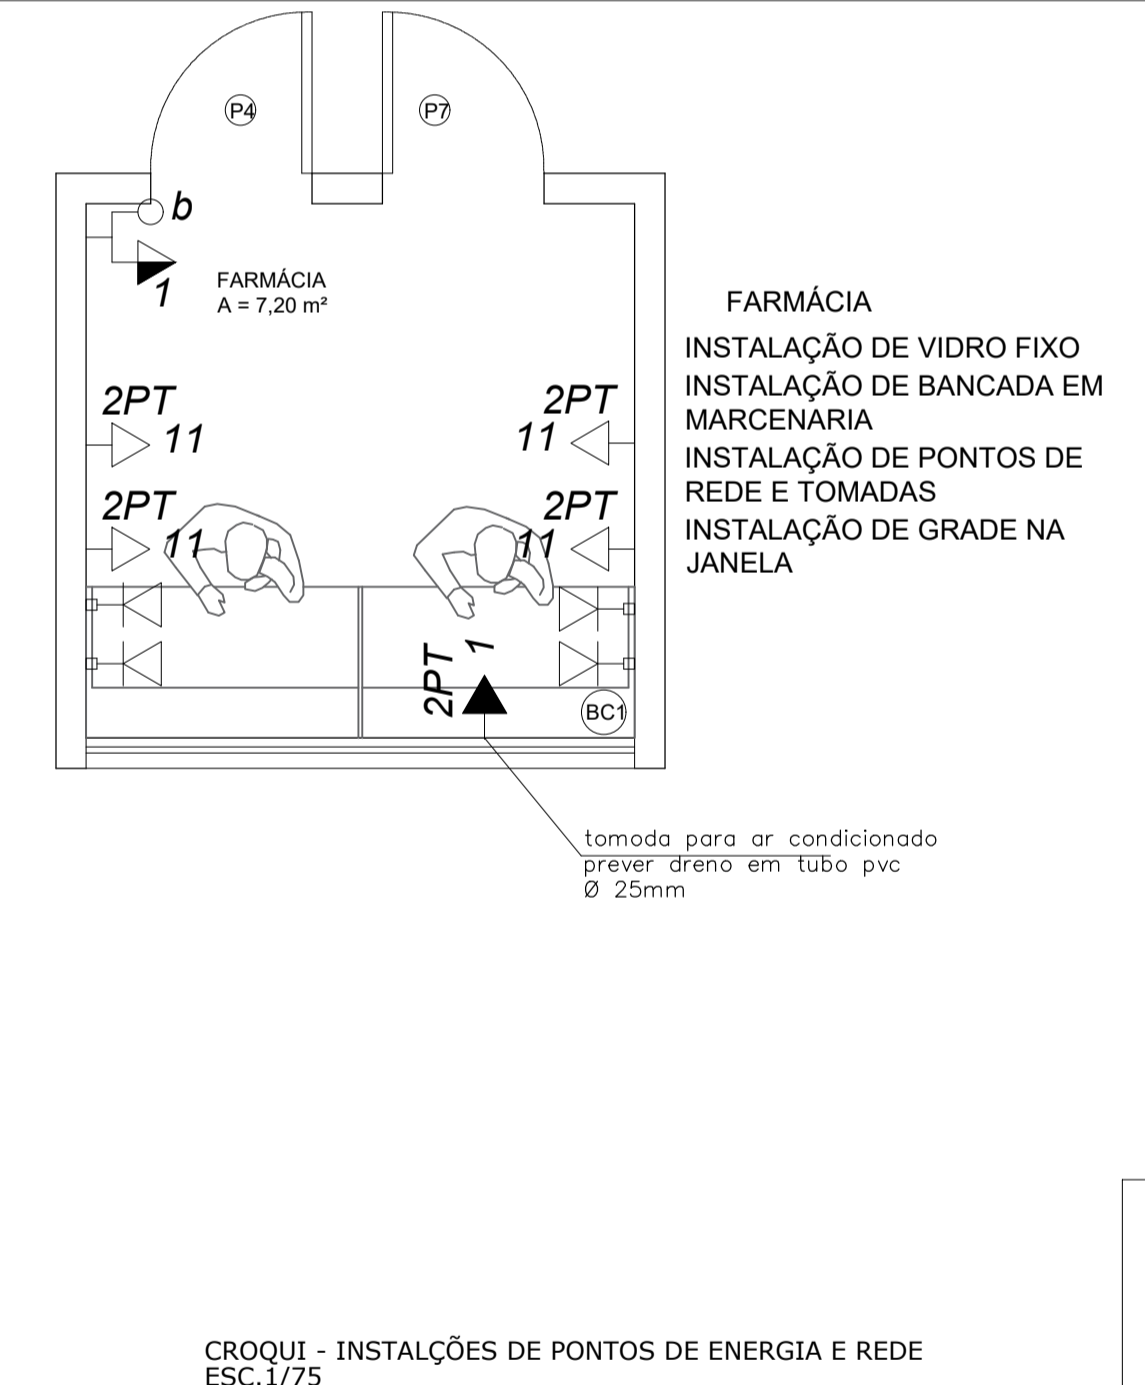 P4
P7
b
1
FARMÁCIA
A = 7,20 m²
FARMÁCIA
INSTALAÇÃO DE VIDRO FIXO
INSTALAÇÃO DE BANCADA EM
MARCENARIA
INSTALAÇÃO DE PONTOS DE
REDE E TOMADAS
INSTALAÇÃO DE GRADE NA
JANELA
2PT
11
2PT
11
2PT
11
2PT
11
2PT
1
BC1
tomoda para ar condicionado
prever dreno em tubo pvc
Ø 25mm
CROQUI - INSTALÇÕES DE PONTOS DE ENERGIA E REDE
ESC.1/75